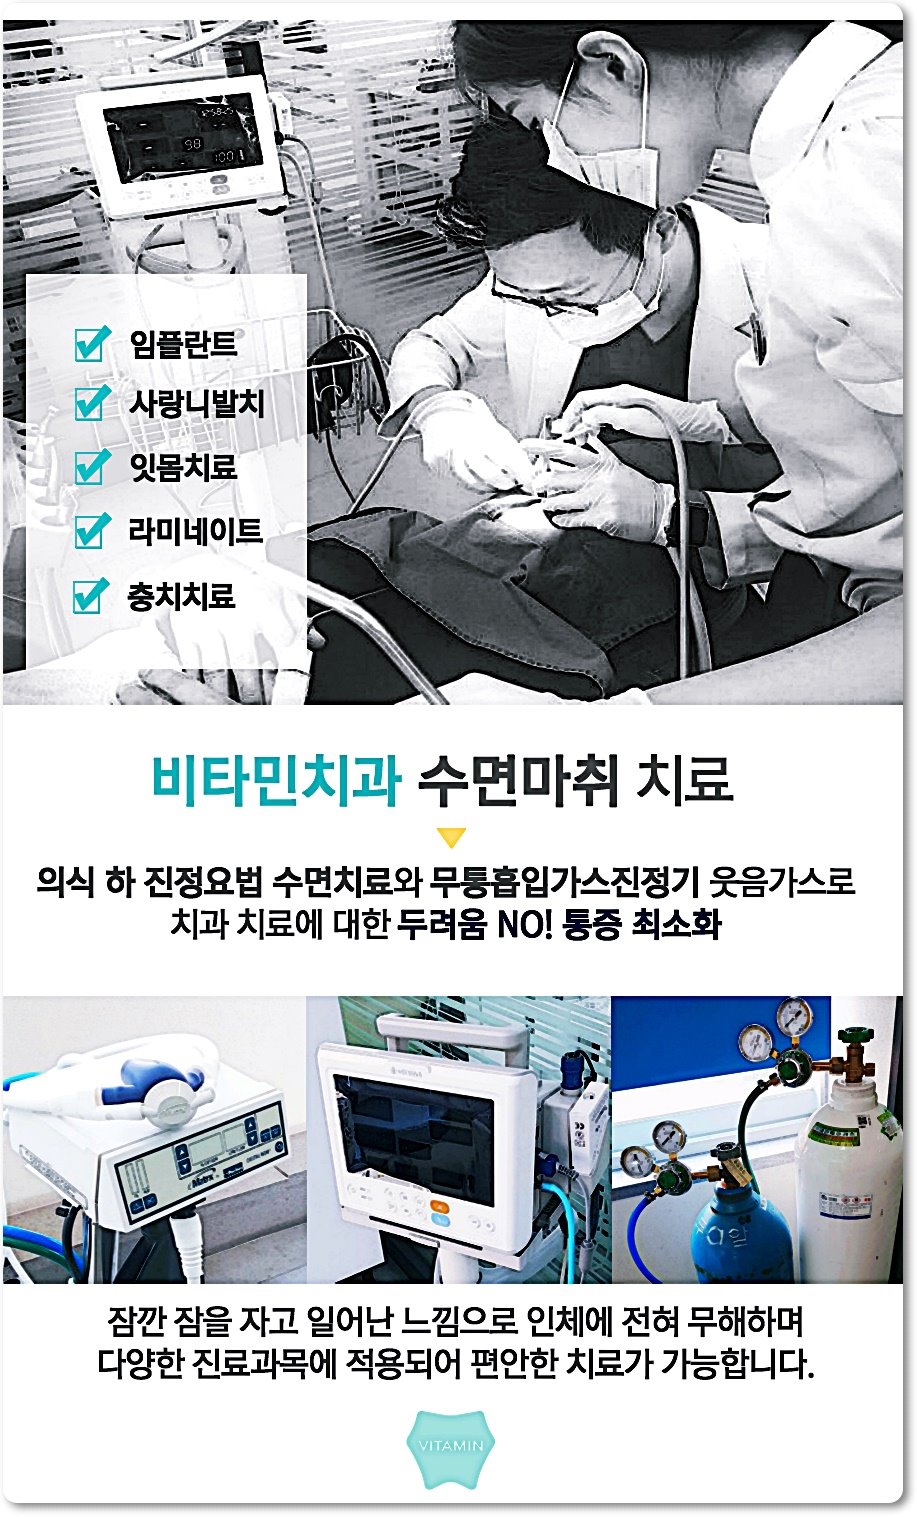 98
100
임플란트
사랑니발치
잇몸치료
라미네이트
충치치료
비타민치과 수면마취 치료
의식 하 진정요법 수면치료와 무통흡입가스진정기 웃음가스로
치과 치료에 대한 두려움 NO! 통증 최소화
잠깐 잠을 자고 일어난 느낌으로 인체에 전혀 무해하며
다양한 진료과목에 적용되어 편안한 치료가 가능합니다.
VITAMIN